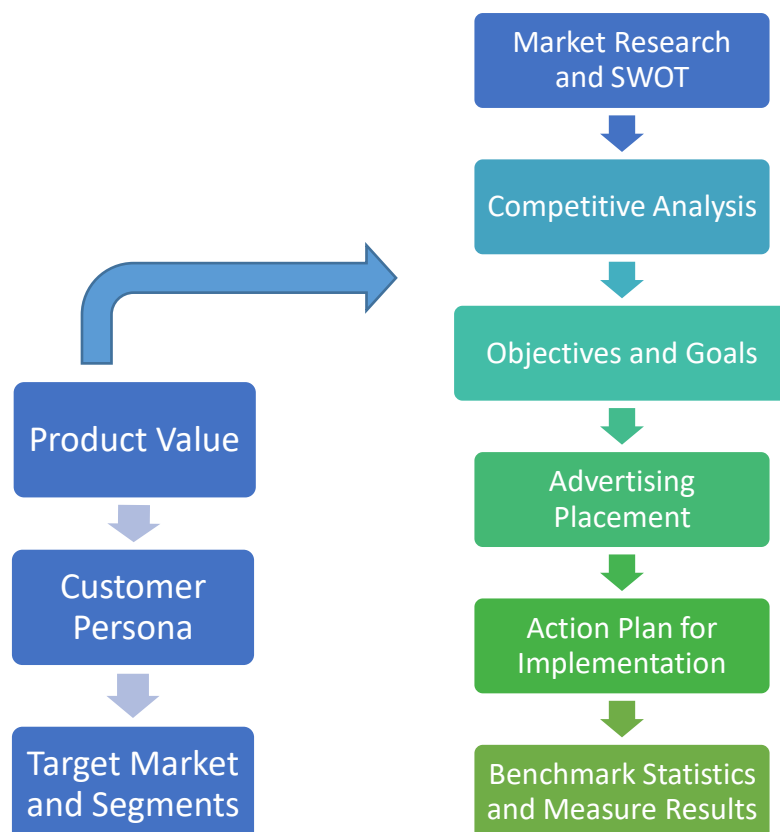 Product Value
Customer
Persona
Target Market
and Segments
Market Research
and SWOT
Competitive Analysis
Objectives and Goals
Advertising
Placement
Action Plan for
Implementation
Benchmark Statistics
and Measure Results